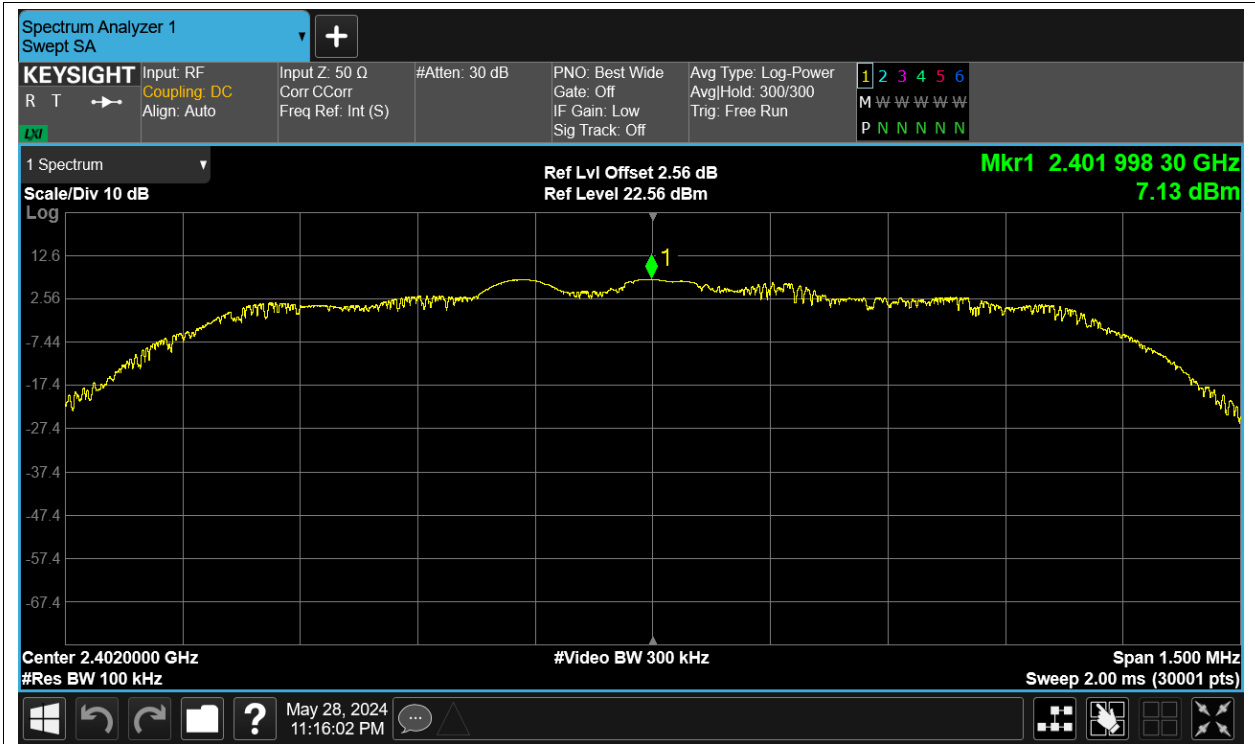 Spectrum Analyzer 1
Swept SA
KEYSIGHT
R T
LXI
Input: RF
Coupling: DC
Align: Auto
Input Z: 50 Ω
Corr CCorr
Freq Ref: Int (S)
#Atten: 30 dB
PNO: Best Wide
Gate: Off
IF Gain: Low
Sig Track: Off
Avg Type: Log-Power
Avg|Hold: 300/300
Trig: Free Run
1 2 3 4 5 6
M W W W W W
P N N N N N
1 Spectrum
Scale/Div 10 dB
Log
Ref Lvl Offset 2.56 dB
Ref Level 22.56 dBm
Mkr1 2.401 998 30 GHz
7.13 dBm
1
12.6
2.56
-7.44
-17.4
-27.4
-37.4
-47.4
-57.4
-67.4
Center 2.4020000 GHz
#Res BW 100 kHz
#Video BW 300 kHz
Span 1.500 MHz
Sweep 2.00 ms (30001 pts)
?
May 28, 2024
11:16:02 PM